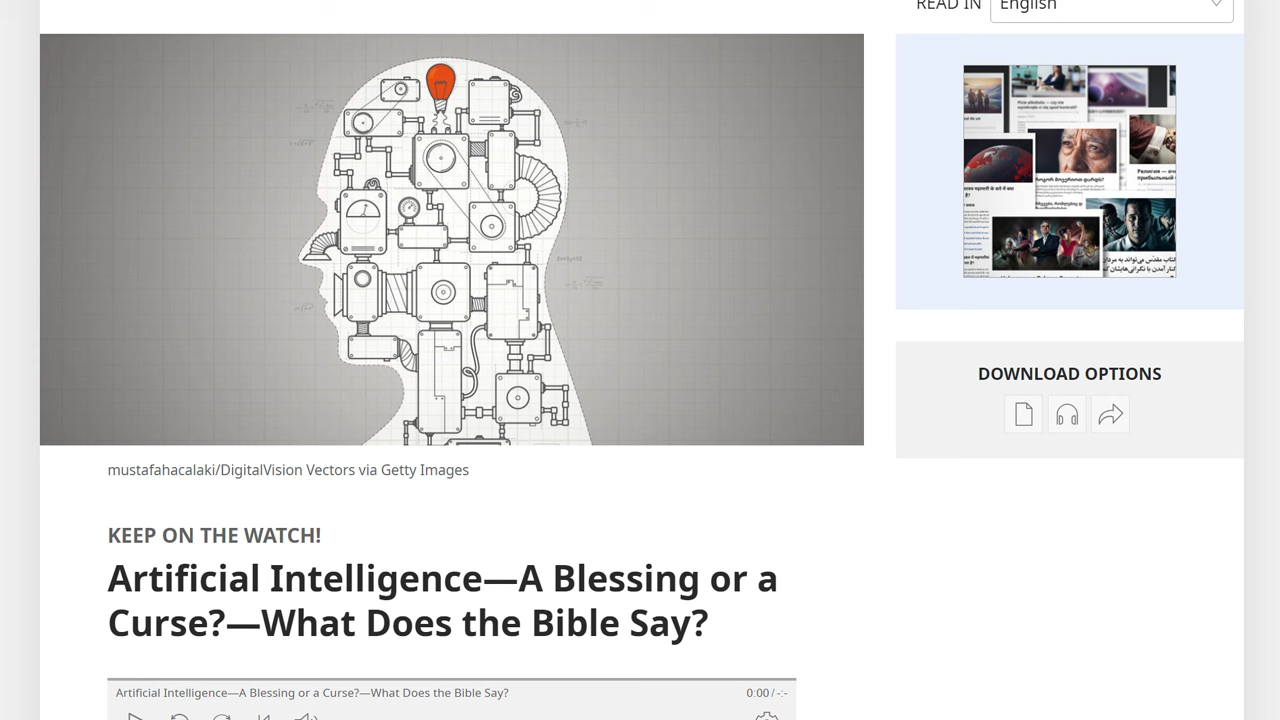 READ IN English
DOWNLOAD OPTIONS
mustafahacalaki/DigitalVision Vectors via Getty Images
KEEP ON THE WATCH!
Artificial Intelligence—A Blessing or a
Curse?—What Does the Bible Say?
Artificial Intelligence—A Blessing or a Curse?—What Does the Bible Say? 0:00 / -:-